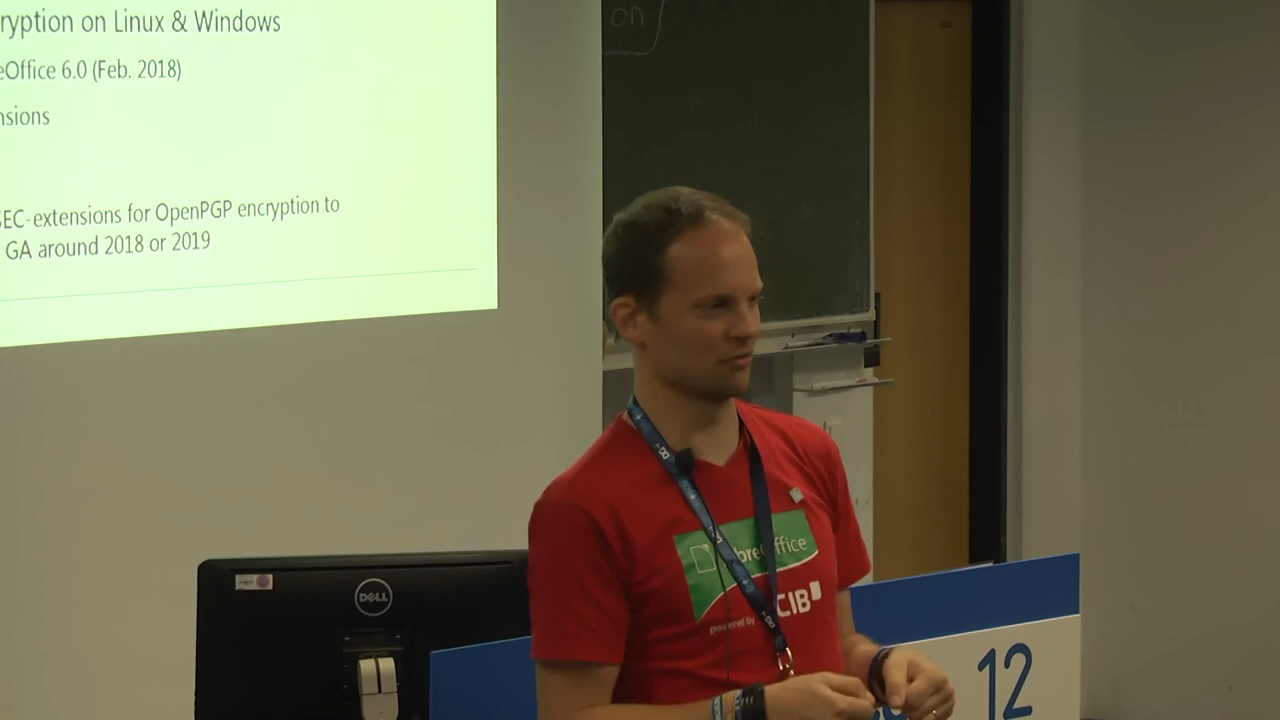 ryption on Linux & Windows
eOffice 6.0 (Feb. 2018)
nsions
SEC-extensions for OpenPGP encryption to
GA around 2018 or 2019
on
breOffice
powered by CIB
DELL
12